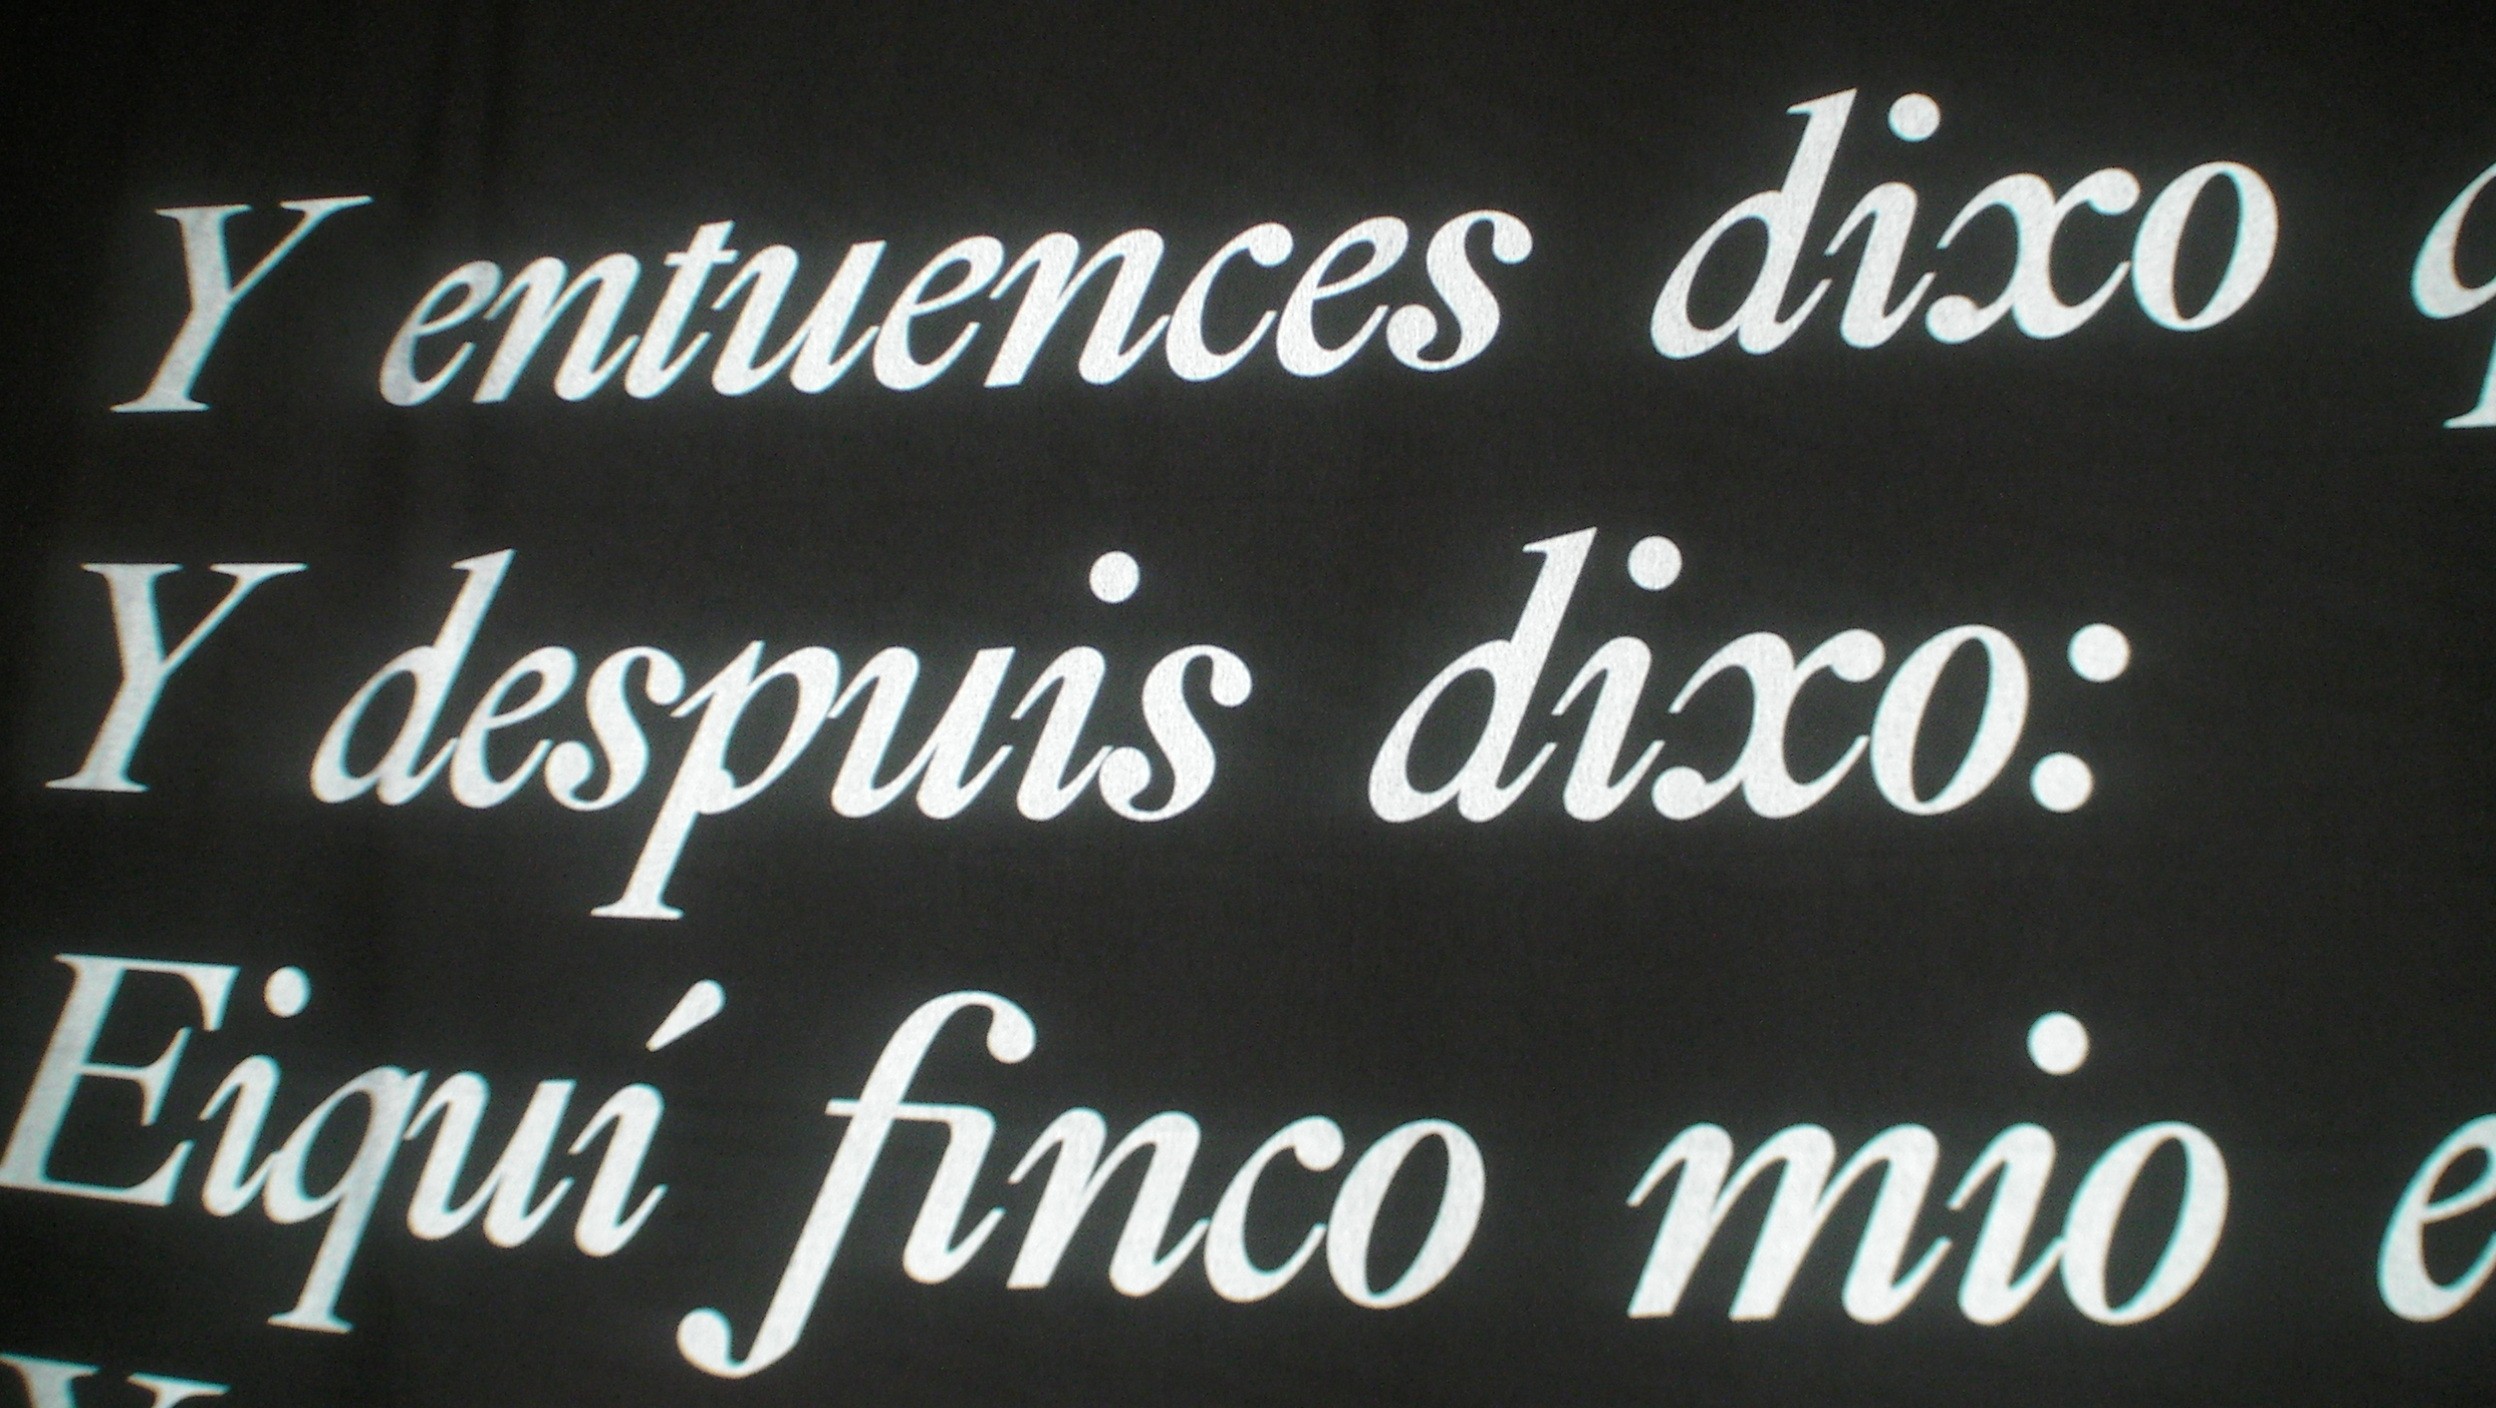 Y entuences dixo
Y despuis dixo:
Eiquí finco mio